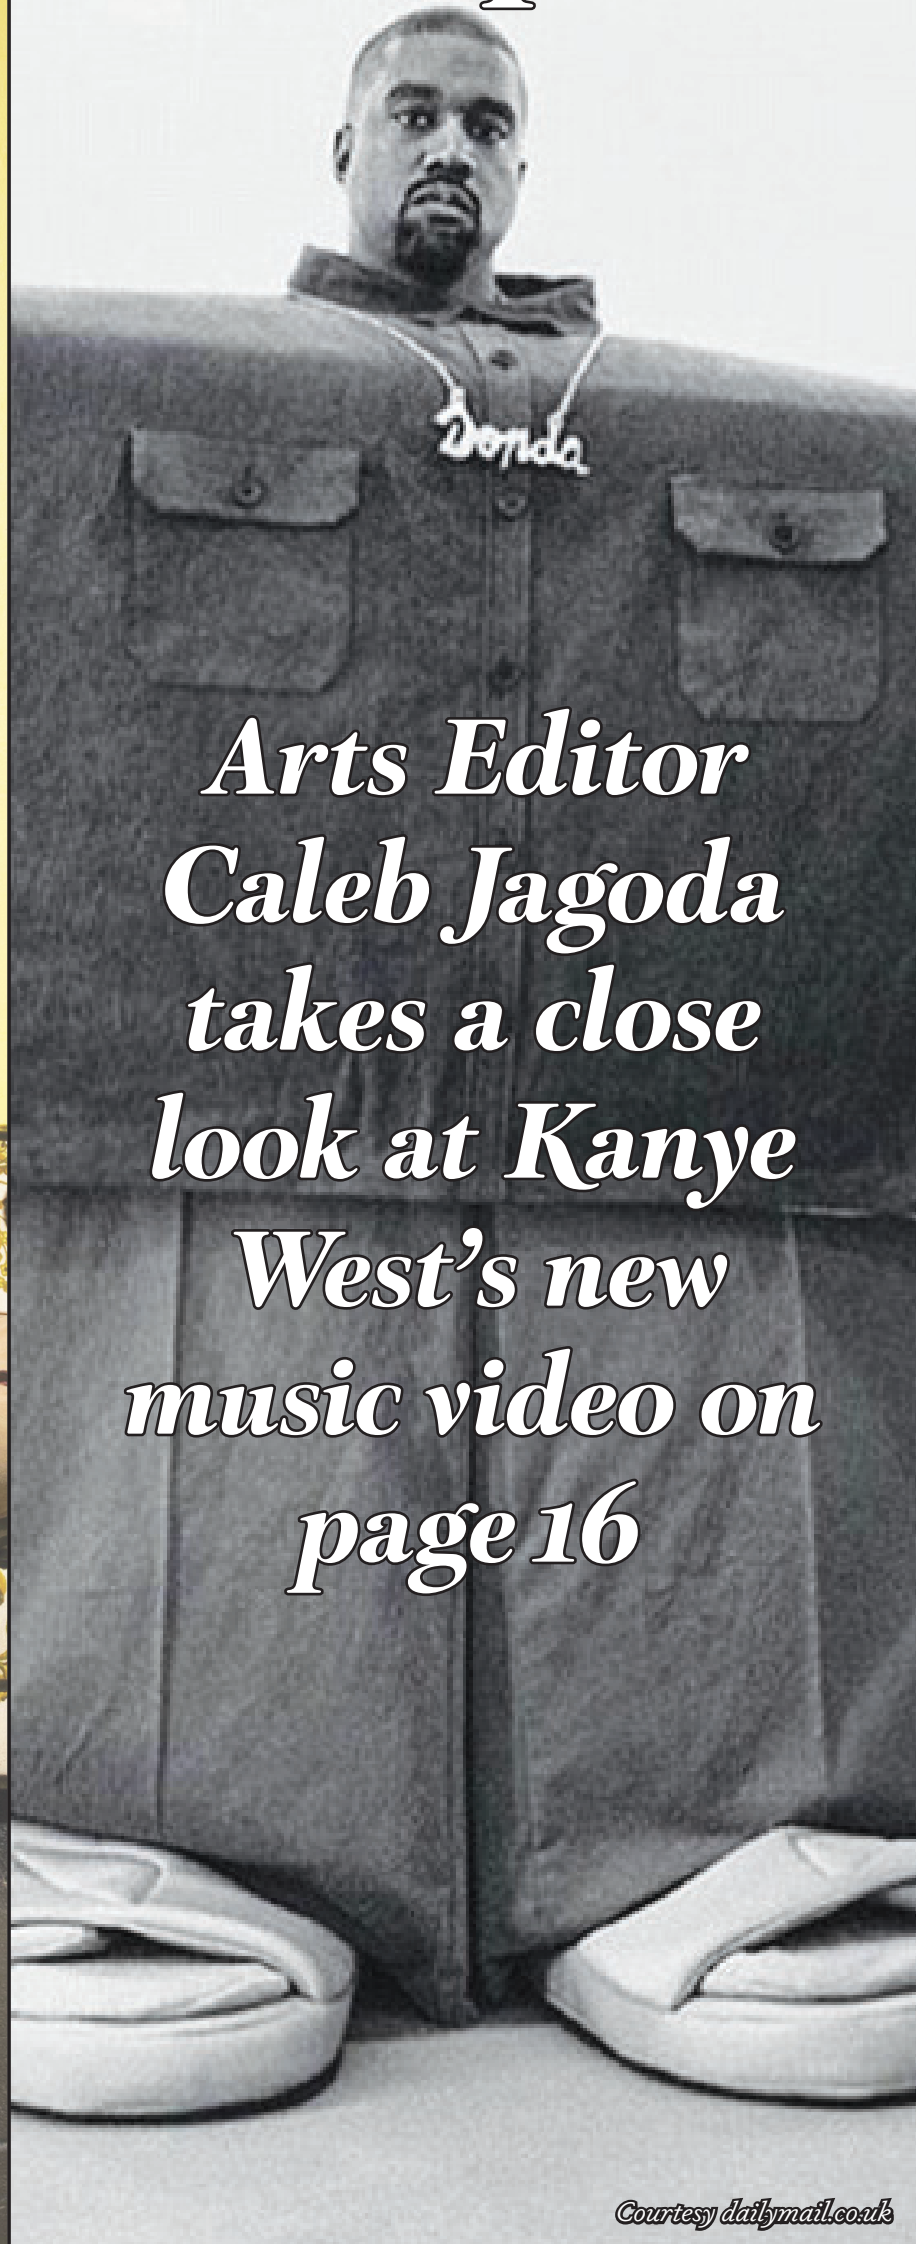 Donda
Arts Editor
Caleb Jagoda
takes a close
look at Kanye
West's new
music video on
page 16
Courtesy dailymail.co.uk